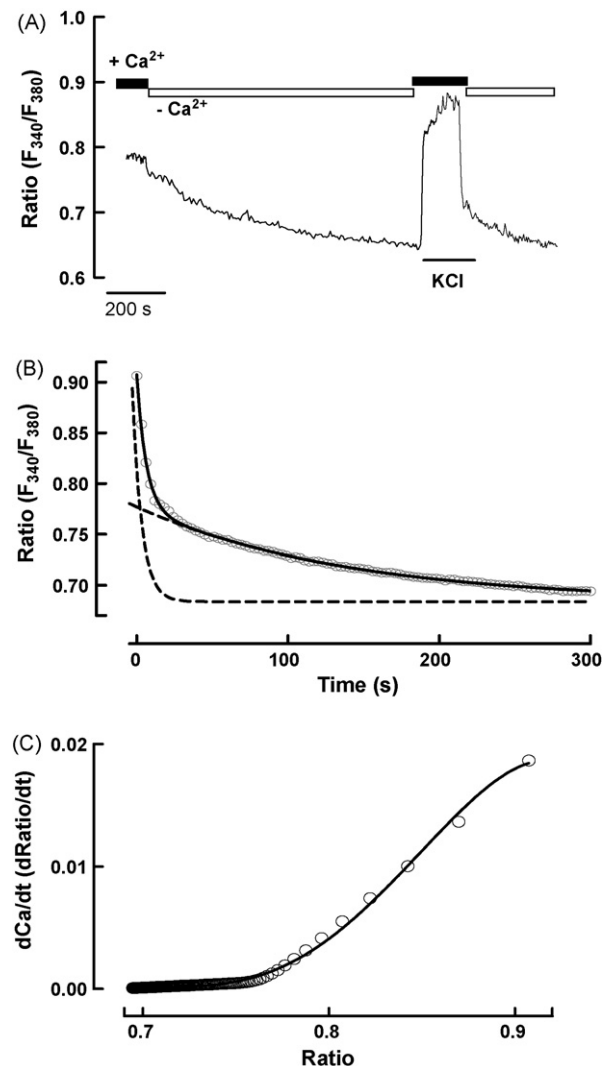 (A)
1.0
0.9
0.8
0.7
0.6
Ratio (F340/F380)
+ Ca2+
- Ca2+
KCl
200 s
(B)
0.90
0.85
0.80
0.75
0.70
Ratio (F340/F380)
0 100 200 300
Time (s)
(C)
0.02
0.01
0.00
dCa/dt (dRatio/dt)
0.7 0.8 0.9
Ratio